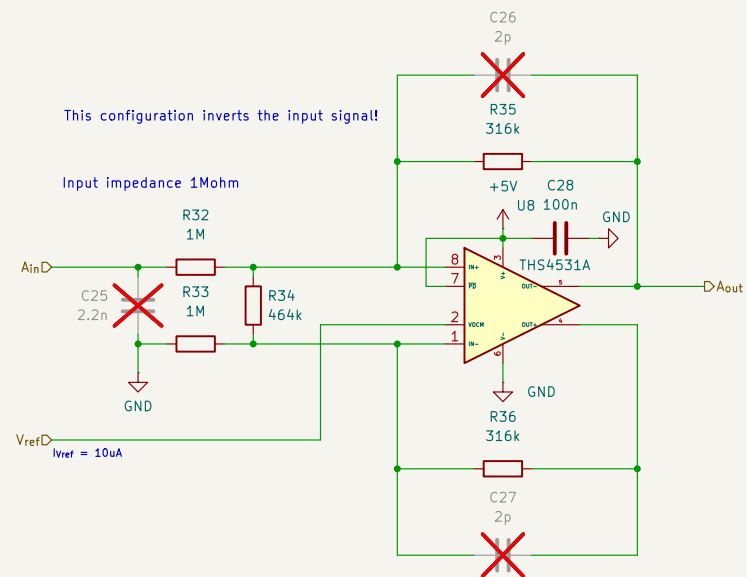 C26
2p
This configuration inverts the input signal!
R35
316k
Input impedance 1Mohm
+5V
C28
U8
100n
GND
R32
1M
THS4531A
Ain
8
IN+
7
PD
3
V+
OUT-
5
Aout
C25
2.2n
R33
1M
R34
464k
2
VOCM
OUT+
4
1
IN-
V-
6
GND
GND
R36
316k
Vref
IVref = 10uA
C27
2p